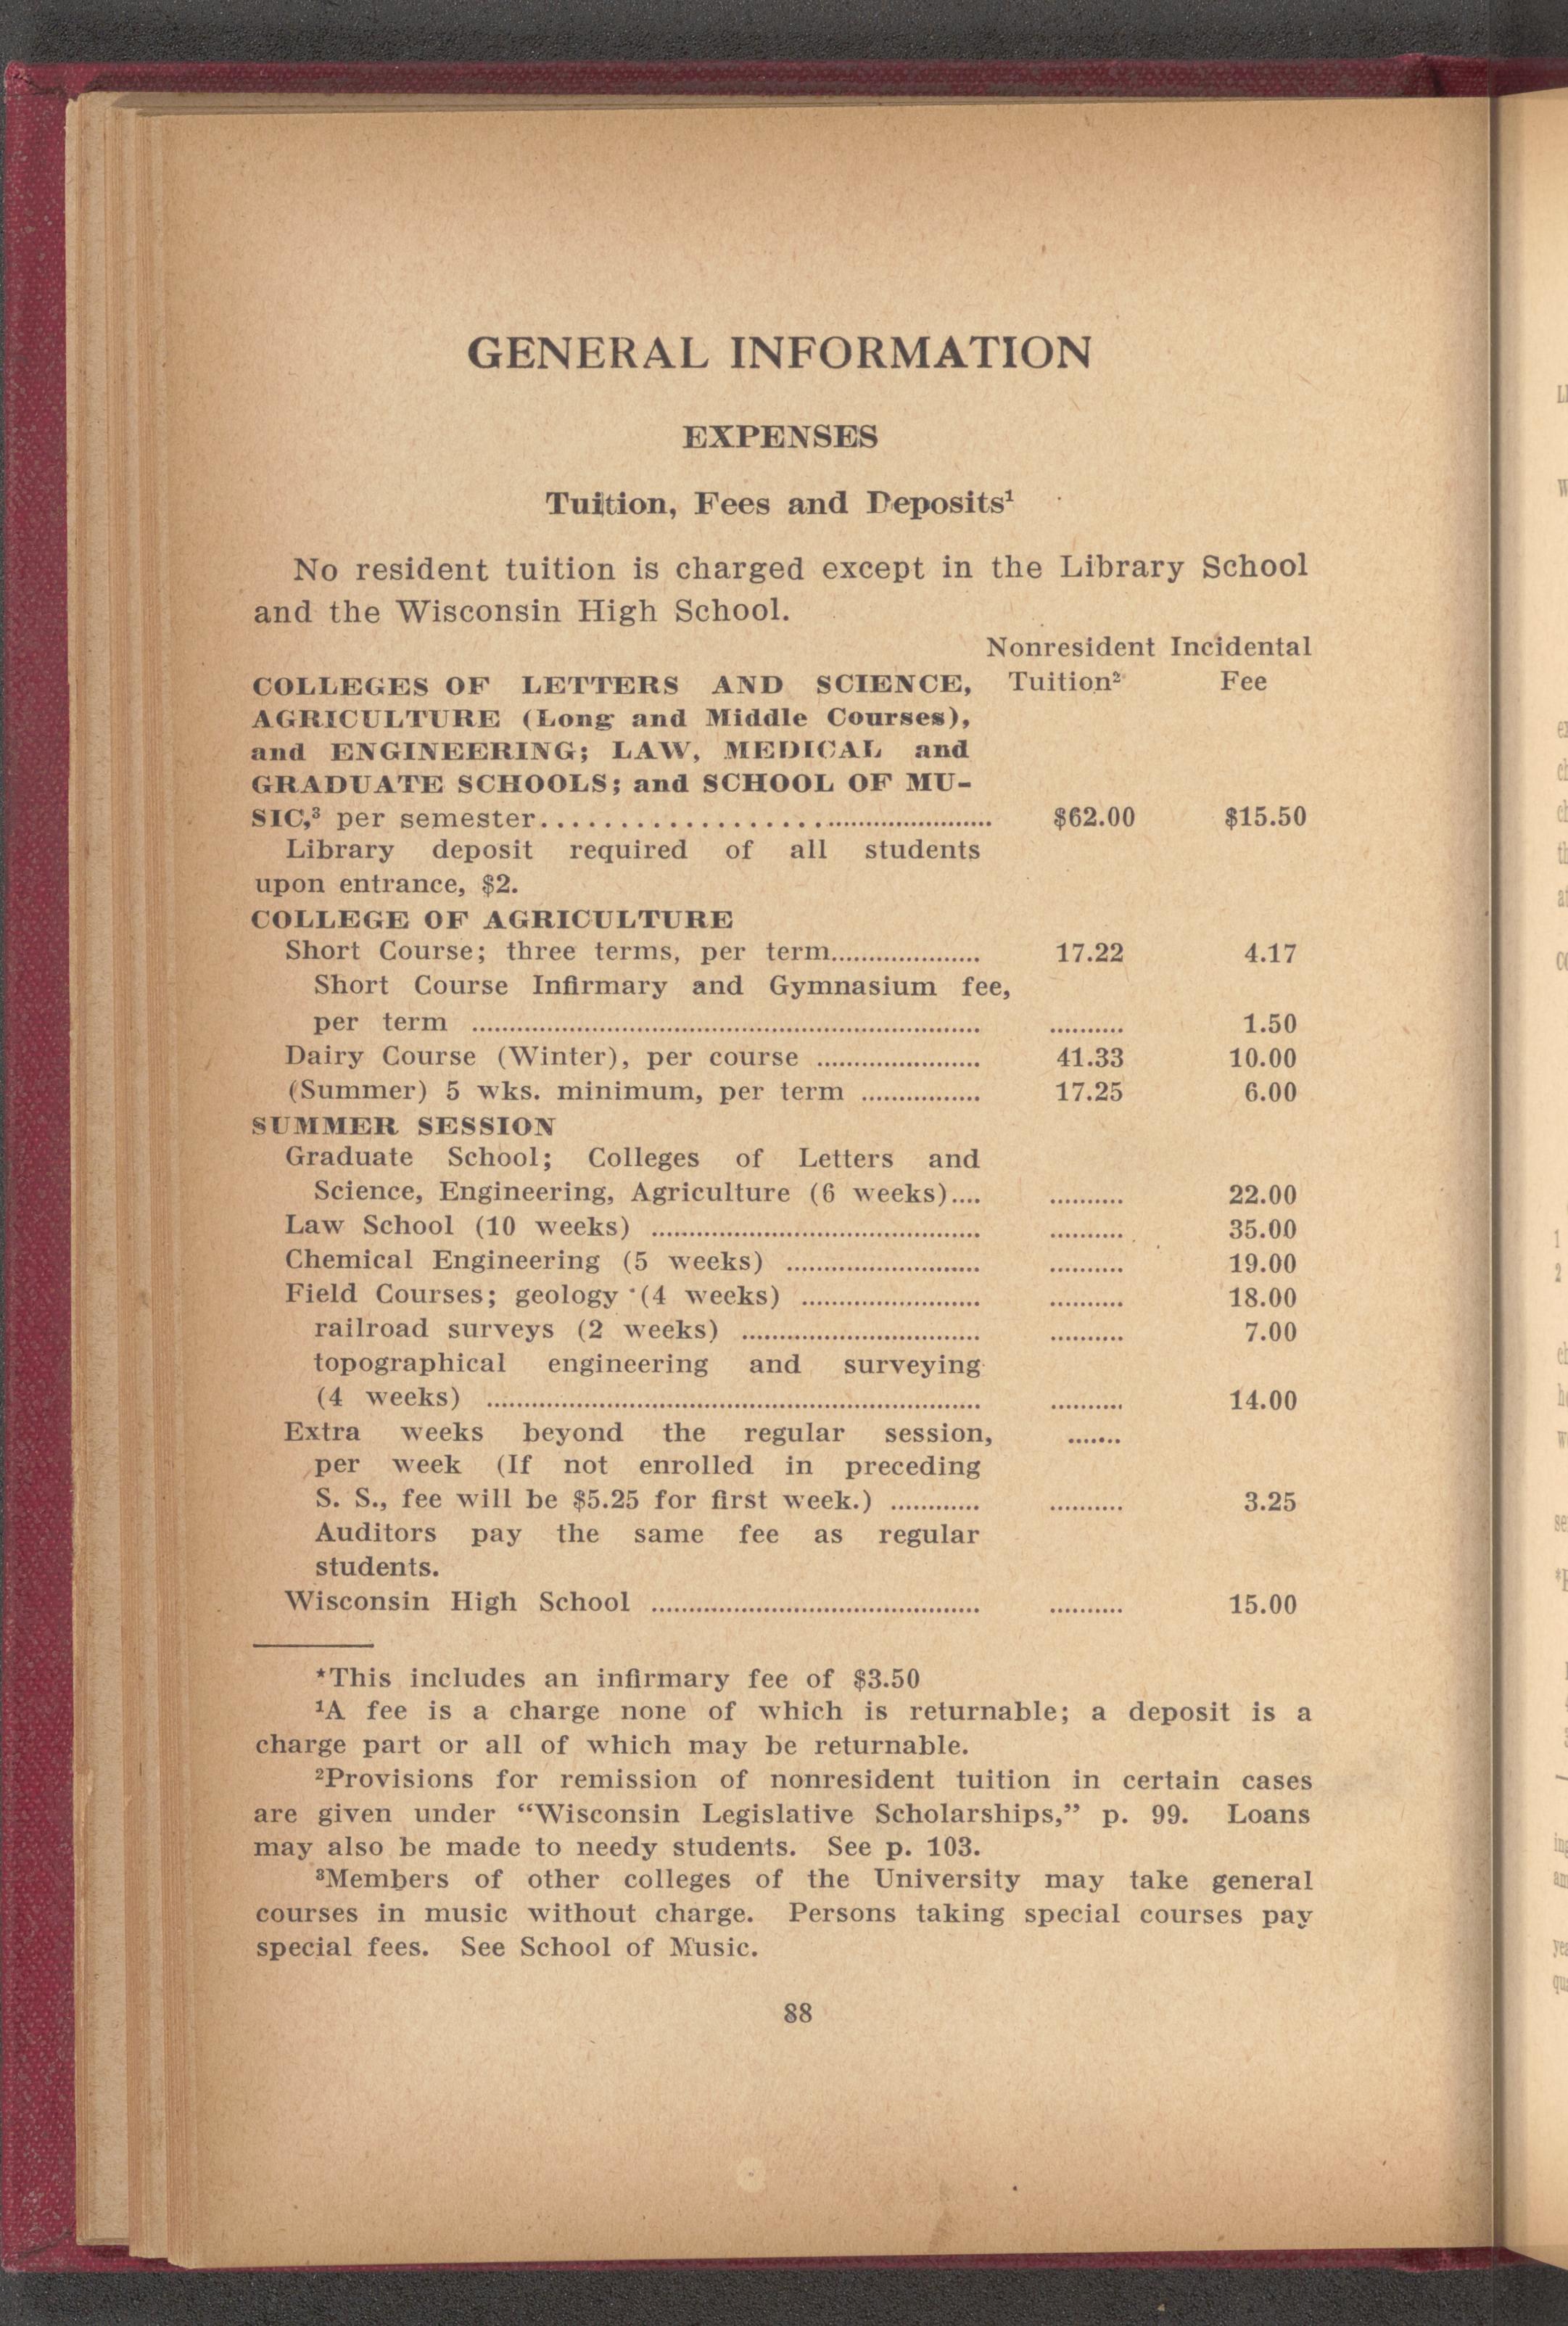 GENERAL INFORMATION
EXPENSES
Tuition, Fees and Deposits¹
No resident tuition is charged except in the Library School
and the Wisconsin High School.
Nonresident Incidental
COLLEGES OF LETTERS AND SCIENCE, Tuition² Fee
AGRICULTURE (Long and Middle Courses),
and ENGINEERING; LAW, MEDICAL and
GRADUATE SCHOOLS; and SCHOOL OF MU-
SIC,³ per semester........................................ $62.00 $15.50
Library deposit required of all students
upon entrance, $2.
COLLEGE OF AGRICULTURE
Short Course; three terms, per term.................... 17.22 4.17
Short Course Infirmary and Gymnasium fee,
per term .................................................................... .......... 1.50
Dairy Course (Winter), per course ...................... 41.33 10.00
(Summer) 5 wks. minimum, per term ................ 17.25 6.00
SUMMER SESSION
Graduate School; Colleges of Letters and
Science, Engineering, Agriculture (6 weeks).... .......... 22.00
Law School (10 weeks) ............................................ .......... 35.00
Chemical Engineering (5 weeks) .......................... .......... 19.00
Field Courses; geology (4 weeks) ........................ .......... 18.00
railroad surveys (2 weeks) ................................ .......... 7.00
topographical engineering and surveying
(4 weeks) .................................................................. .......... 14.00
Extra weeks beyond the regular session, .......
per week (If not enrolled in preceding
S. S., fee will be $5.25 for first week.) ............ .......... 3.25
Auditors pay the same fee as regular
students.
Wisconsin High School ............................................ .......... 15.00
*This includes an infirmary fee of $3.50
¹A fee is a charge none of which is returnable; a deposit is a
charge part or all of which may be returnable.
²Provisions for remission of nonresident tuition in certain cases
are given under “Wisconsin Legislative Scholarships,” p. 99. Loans
may also be made to needy students. See p. 103.
³Members of other colleges of the University may take general
courses in music without charge. Persons taking special courses pay
special fees. See School of Music.
88